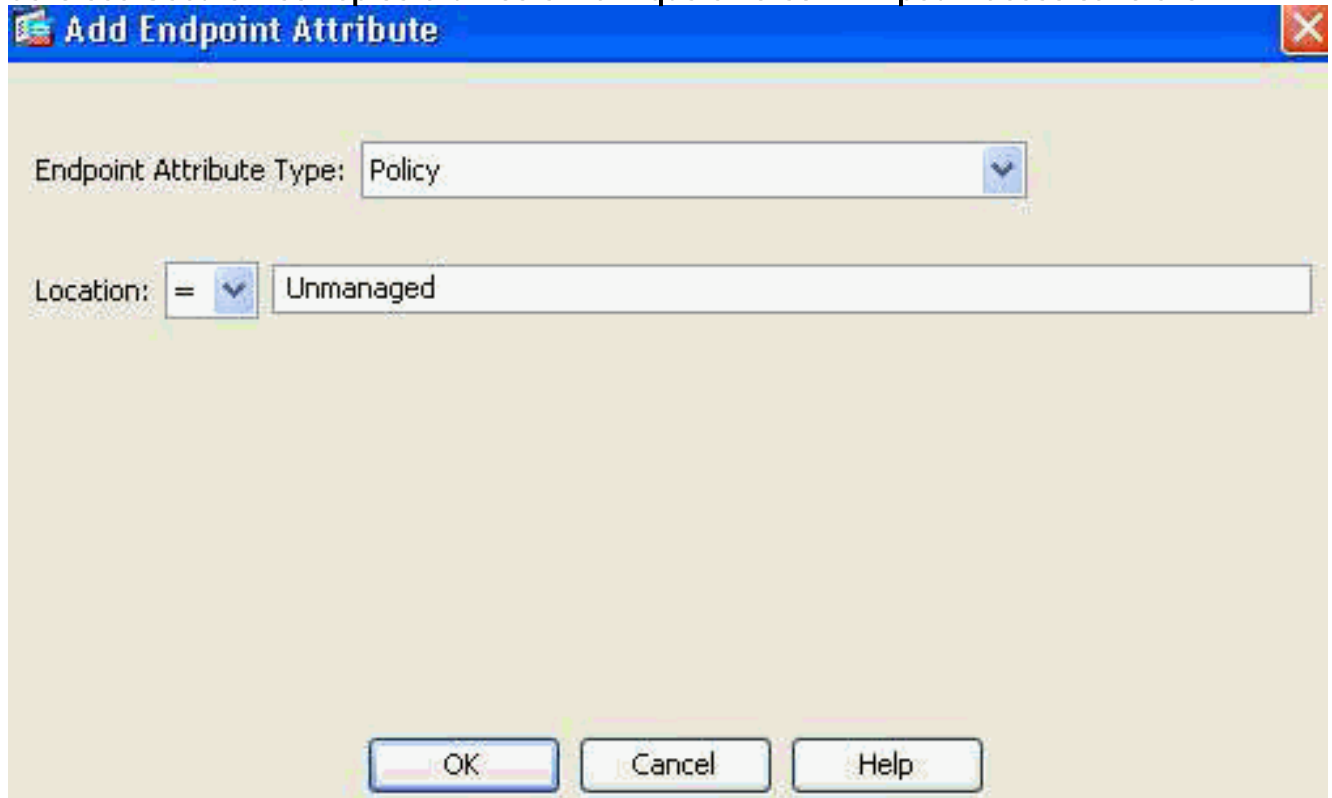 Add Endpoint Attribute
Endpoint Attribute Type: Policy
Location: = Unmanaged
OK Cancel Help